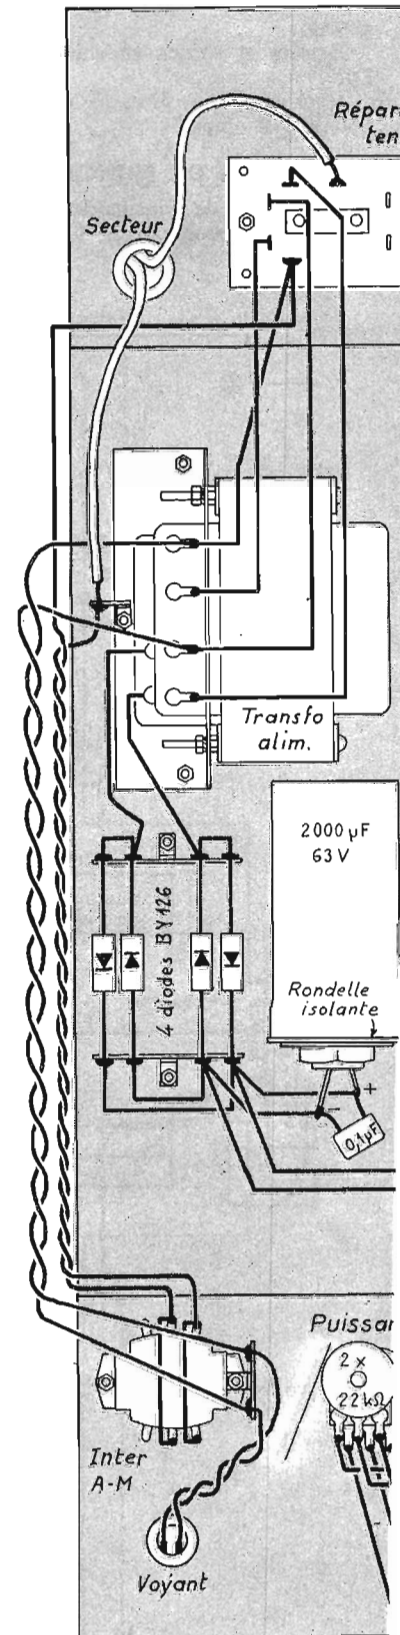 Répar
ten
Secteur
Transfo
alim.
2000 µF
63 V
4 diodes BY126
Rondelle
isolante
+
-
0,1µF
Puissar
2 x
22 kΩ
Inter
A-M
Voyant